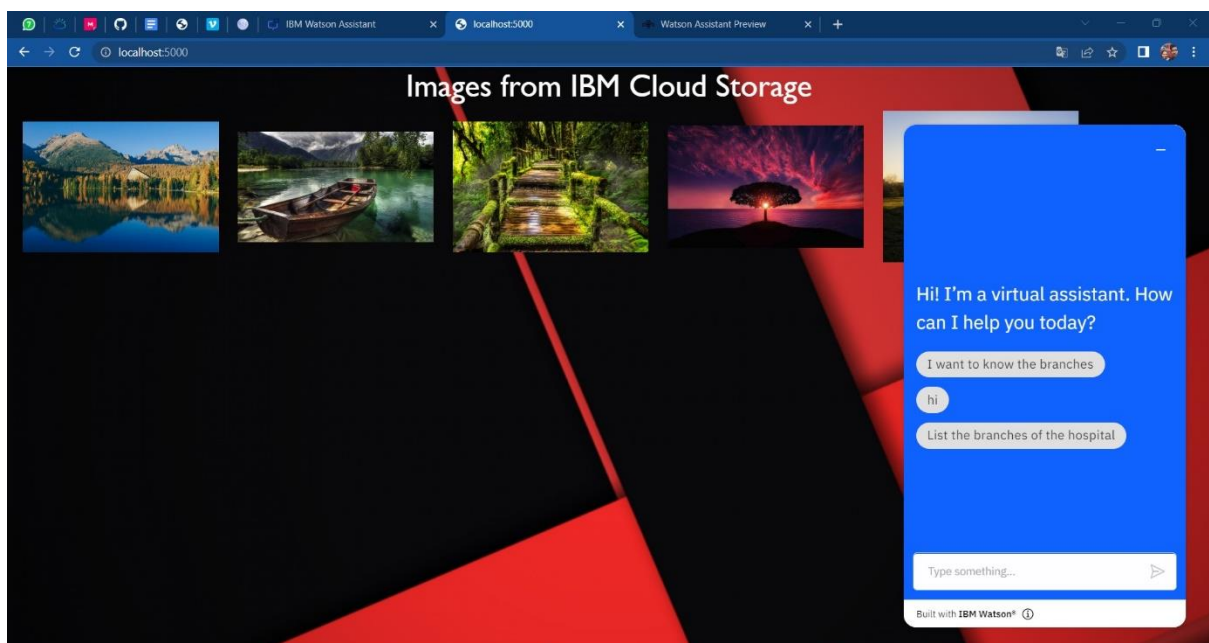 IBM Watson Assistant
localhost:5000
Watson Assistant Preview
localhost:5000
Images from IBM Cloud Storage
Hi! I'm a virtual assistant. How
can I help you today?
I want to know the branches
hi
List the branches of the hospital
Type something...
Built with IBM Watson®